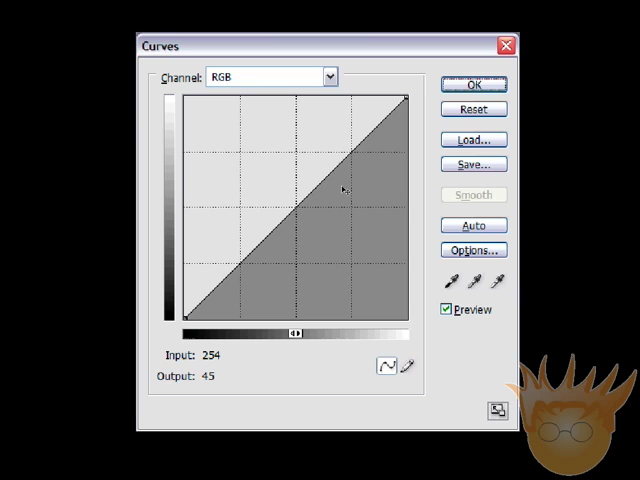 Curves
Channel: RGB
OK
Reset
Load...
Save...
Smooth
Auto
Options...
Preview
Input: 254
Output: 45